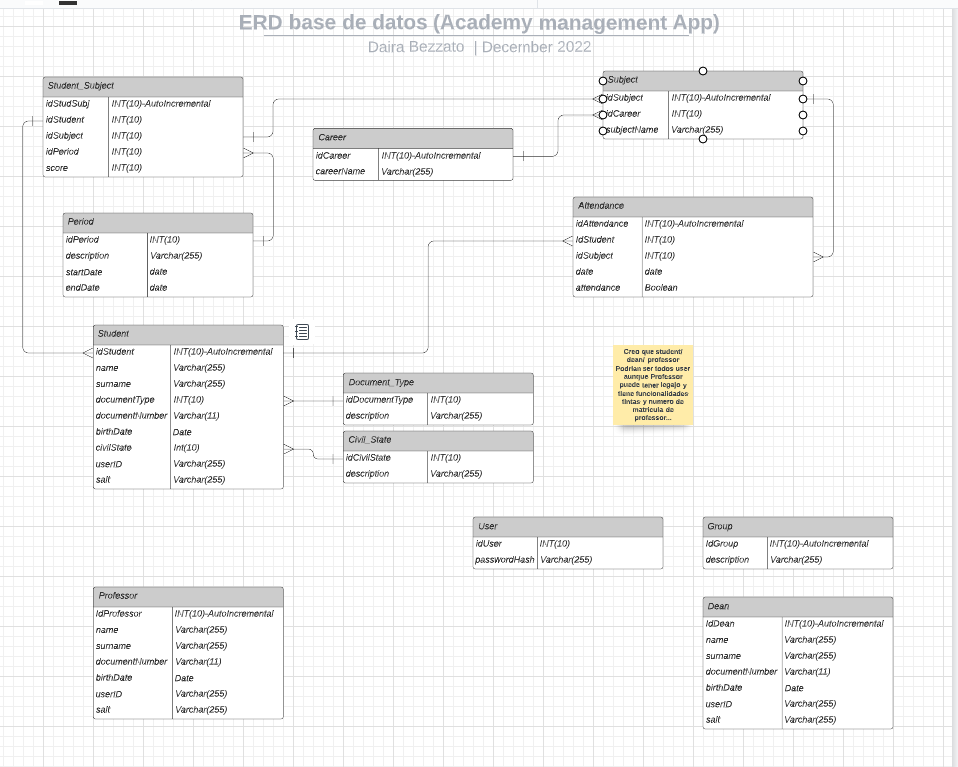 ERD base de datos (Academy management App)
Daira Bezzato | December 2022
Student_Subject
idStudSubj INT(10)-AutoIncremental
idStudent INT(10)
idSubject INT(10)
idPeriod INT(10)
score INT(10)
Subject
idSubject INT(10)-AutoIncremental
idCareer INT(10)
subjectName Varchar(255)
Career
idCareer INT(10)-AutoIncremental
careerName Varchar(255)
Period
idPeriod INT(10)
description Varchar(255)
startDate date
endDate date
Attendance
idAttendance INT(10)-AutoIncremental
IdStudent INT(10)
idSubject INT(10)
date date
attendance Boolean
Student
idStudent INT(10)-AutoIncremental
name Varchar(255)
surname Varchar(255)
documentType INT(10)
documentNumber Varchar(11)
birthDate Date
civilState Int(10)
userID Varchar(255)
salt Varchar(255)
Document_Type
idDocumentType INT(10)
description Varchar(255)
Civil_State
idCivilState INT(10)
description Varchar(255)
Creo que student/
dean/ professor
Podrian ser todos user
aunque Professor
puede tener legajo y
tiene funcionalidades
tintas y numero de
matricula de
professor...
User
idUser INT(10)
passwordHash Varchar(255)
Group
IdGroup INT(10)-AutoIncremental
description Varchar(255)
Professor
IdProfessor INT(10)-AutoIncremental
name Varchar(255)
surname Varchar(255)
documentNumber Varchar(11)
birthDate Date
userID Varchar(255)
salt Varchar(255)
Dean
IdDean INT(10)-AutoIncremental
name Varchar(255)
surname Varchar(255)
documentNumber Varchar(11)
birthDate Date
userID Varchar(255)
salt Varchar(255)